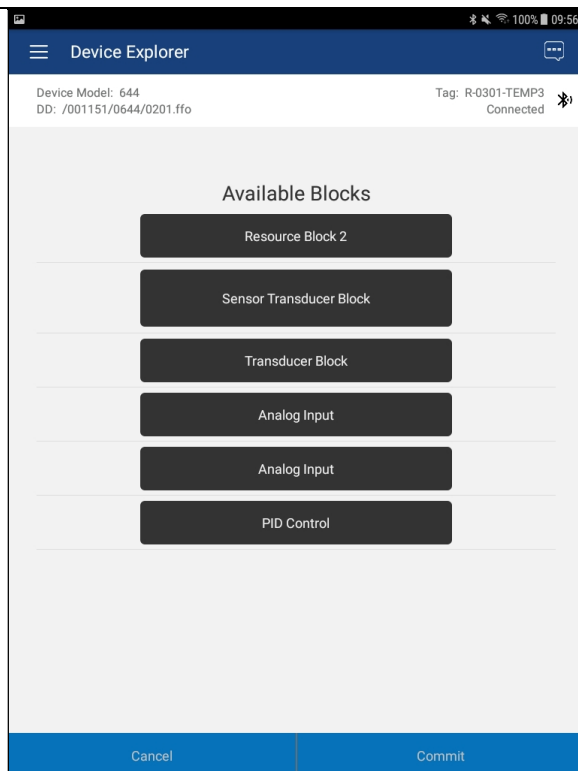 100% 09:56
Device Explorer
Device Model: 644
DD: /001151/0644/0201.ffo
Tag: R-0301-TEMP3
Connected
Available Blocks
Resource Block 2
Sensor Transducer Block
Transducer Block
Analog Input
Analog Input
PID Control
Cancel
Commit